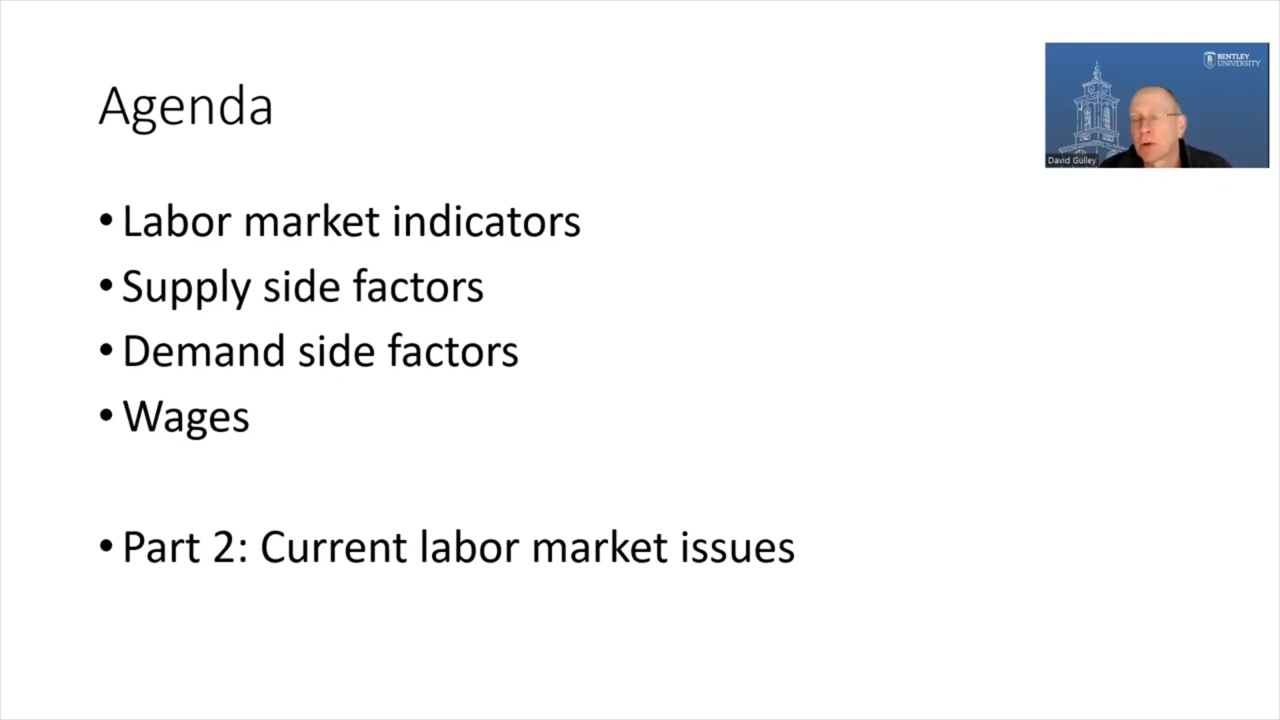 Agenda
• Labor market indicators
• Supply side factors
• Demand side factors
• Wages
• Part 2: Current labor market issues
BENTLEY
UNIVERSITY
David Gulley